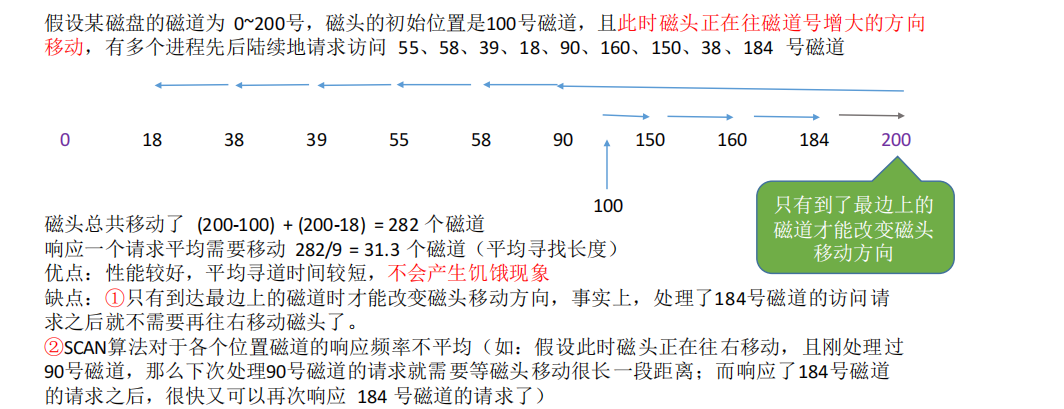 假设某磁盘的磁道为 0~200号，磁头的初始位置是100号磁道，且此时磁头正在往磁道号增大的方向
移动，有多个进程先后陆续地请求访问 55、58、39、18、90、160、150、38、184 号磁道
0 18 38 39 55 58 90 150 160 184 200
100
只有到了最边上的
磁道才能改变磁头
移动方向
磁头总共移动了 (200-100) + (200-18) = 282 个磁道
响应一个请求平均需要移动 282/9 = 31.3 个磁道（平均寻找长度）
优点：性能较好，平均寻道时间较短，不会产生饥饿现象
缺点：①只有到达最边上的磁道时才能改变磁头移动方向，事实上，处理了184号磁道的访问请
求之后就不需要再往右移动磁头了。
②SCAN算法对于各个位置磁道的响应频率不平均（如：假设此时磁头正在往右移动，且刚处理过
90号磁道，那么下次处理90号磁道的请求就需要等磁头移动很长一段距离；而响应了184号磁道
的请求之后，很快又可以再次响应 184 号磁道的请求了）